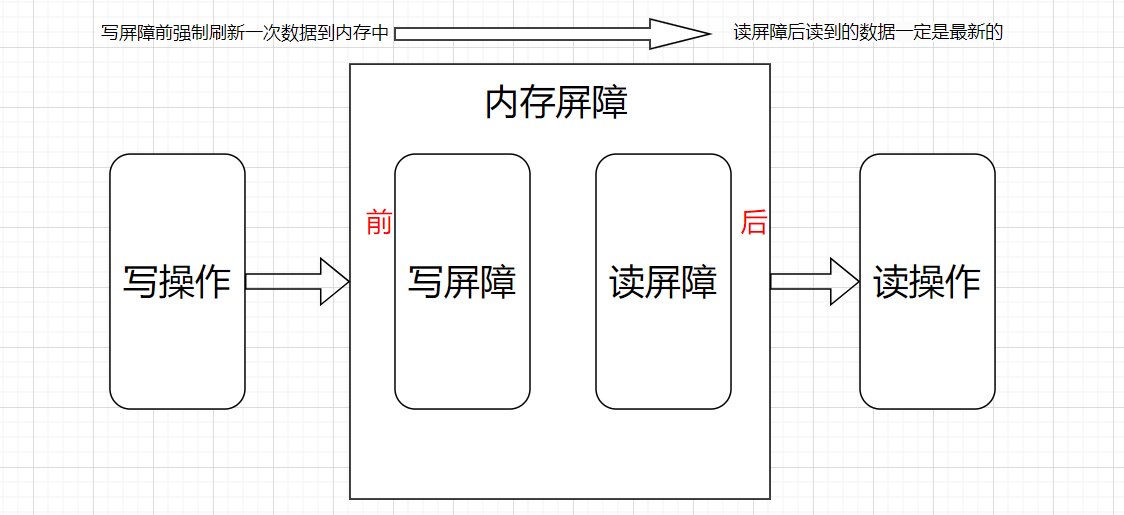 写屏障前强制刷新一次数据到内存中
读屏障后读到的数据一定是最新的
内存屏障
前
后
写操作
写屏障
读屏障
读操作